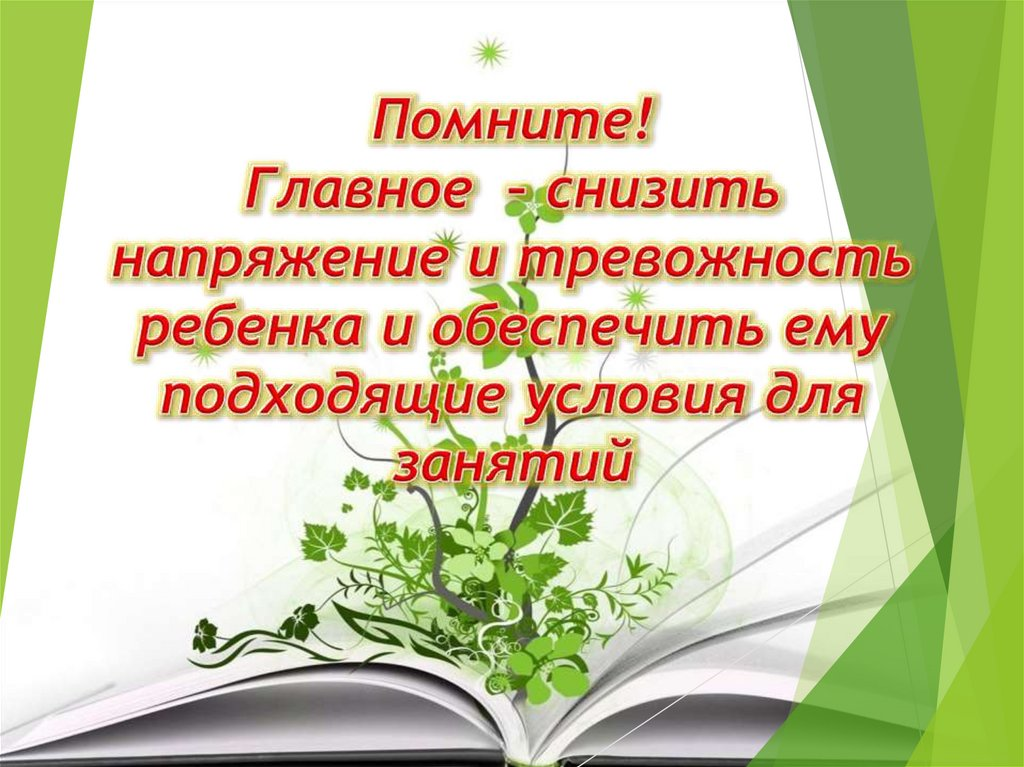 Помните!
Главное - снизить
напряжение и тревожность
ребенка и обеспечить ему
подходящие условия для
занятий